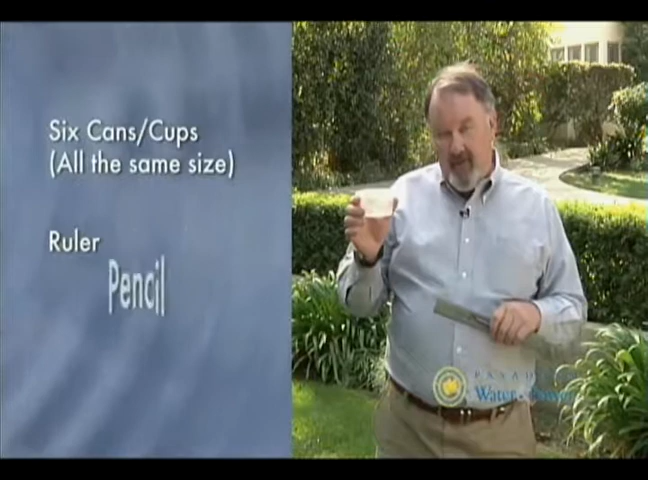 Six Cans/Cups
(All the same size)
Ruler
Pencil
Water